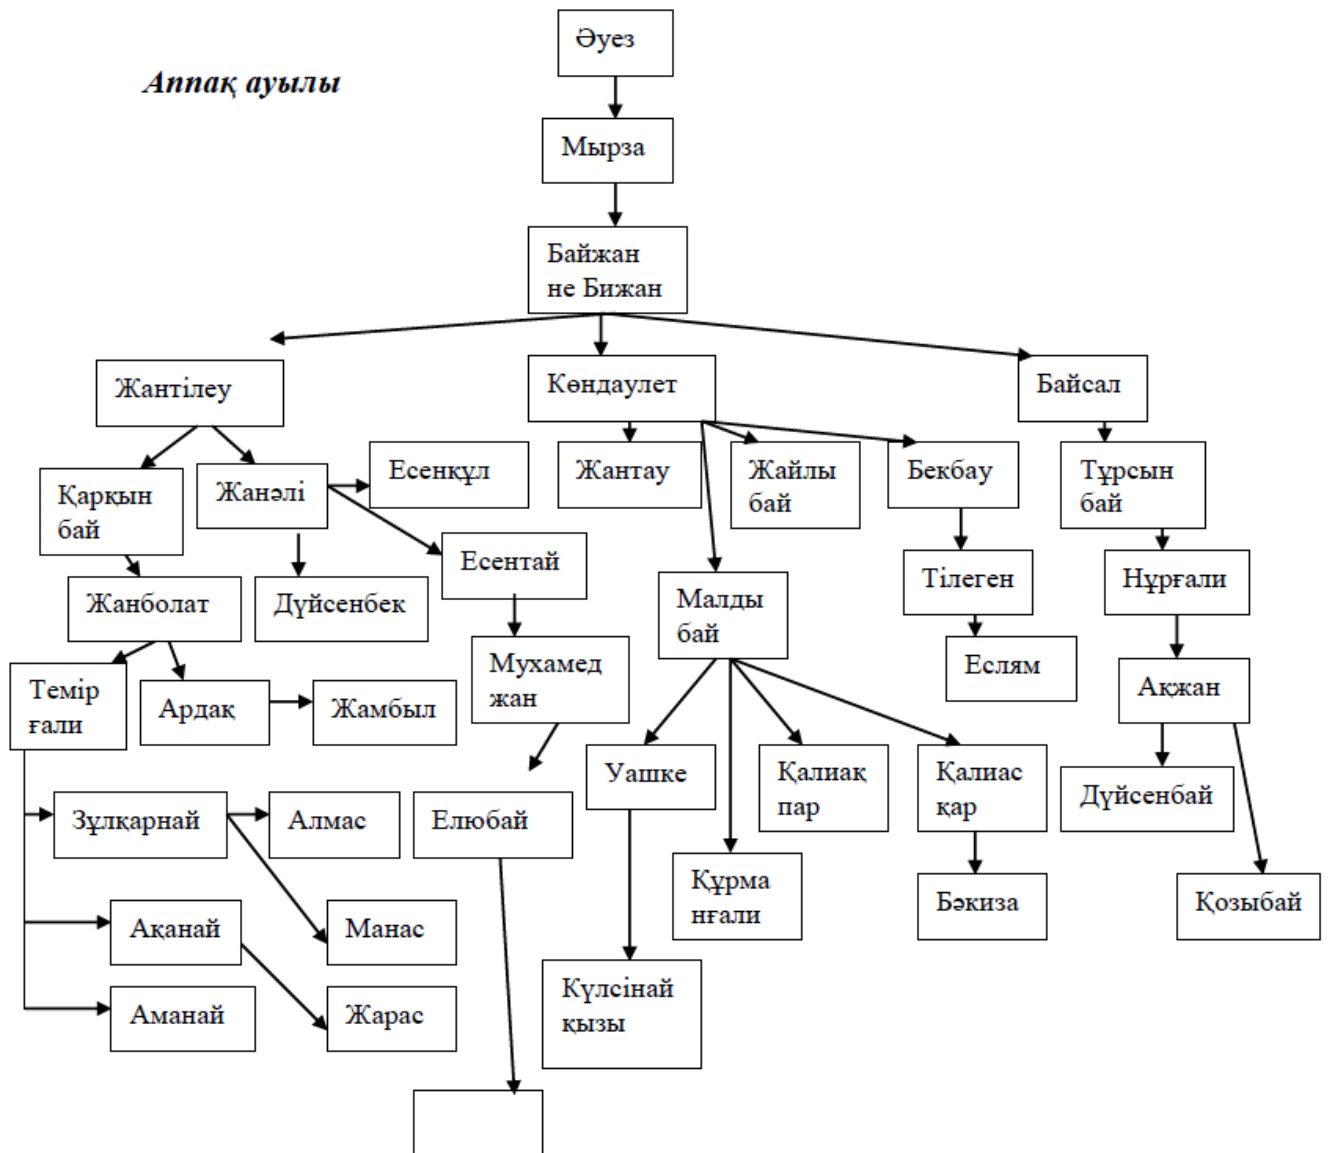 Әуез
Аппақ ауылы
Мырза
Байжан
не Бижан
Жантілеу
Көндаулет
Байсал
Қарқын
бай
Жанәлі
Есенқұл
Жантау
Жайлы
бай
Бекбау
Тұрсын
бай
Есентай
Жанболат
Дүйсенбек
Малды
бай
Тілеген
Нұрғали
Мухамед
жан
Еслям
Ақжан
Темір
ғали
Ардақ
Жамбыл
Уашке
Қалиақ
пар
Қалиас
қар
Дүйсенбай
Зұлқарнай
Алмас
Елюбай
Құрма
нғали
Бәкиза
Қозыбай
Ақанай
Манас
Күлсінай
қызы
Аманай
Жарас